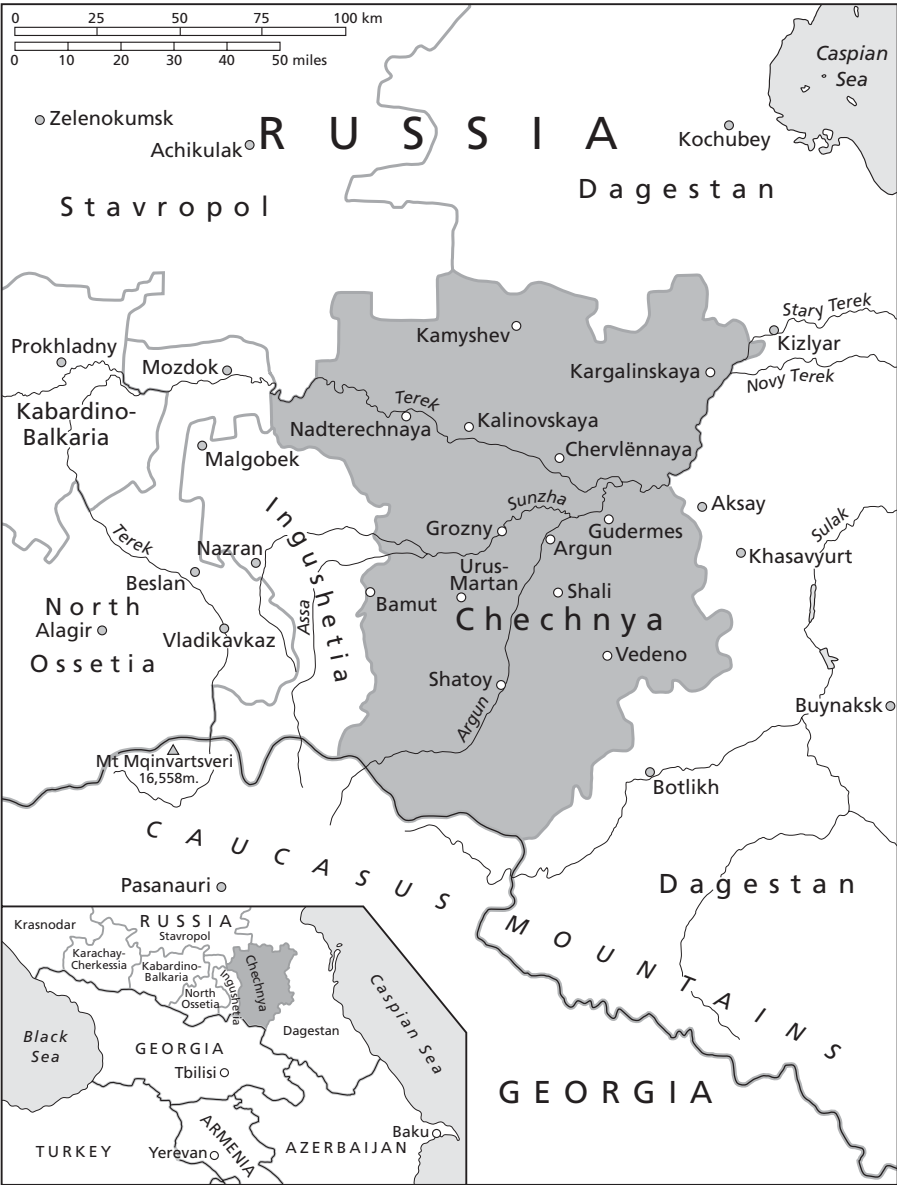 0 25 50 75 100 km
0 10 20 30 40 50 miles
Caspian
Sea
Zelenokumsk
Achikulak
RUSSIA
Kochubey
Dagestan
Stavropol
Stary Terek
Kamyshev
Kizlyar
Prokhladny
Mozdok
Kargalinskaya
Novy Terek
Kabardino-
Balkaria
Terek
Nadterechnaya
Kalinovskaya
Chervlënnaya
Malgobek
Ingushetia
Sunzha
Aksay
Sulak
Terek
Nazran
Grozny
Gudermes
Argun
Khasavyurt
Beslan
Urus-
Martan
Shali
Bamut
North
Ossetia
Assa
Chechnya
Alagir
Vladikavkaz
Vedeno
Shatoy
Argun
Buynaksk
Mt Mqinvartsveri
16,558m.
Botlikh
CAUCASUS MOUNTAINS
Pasanauri
Dagestan
GEORGIA
Krasnodar
RUSSIA
Stavropol
Karachay-
Cherkessia
Kabardino-
Balkaria
North
Ossetia
Ingushetia
Chechnya
Caspian Sea
Dagestan
Black
Sea
GEORGIA
Tbilisi
TURKEY
Yerevan
ARMENIA
AZERBAIJAN
Baku